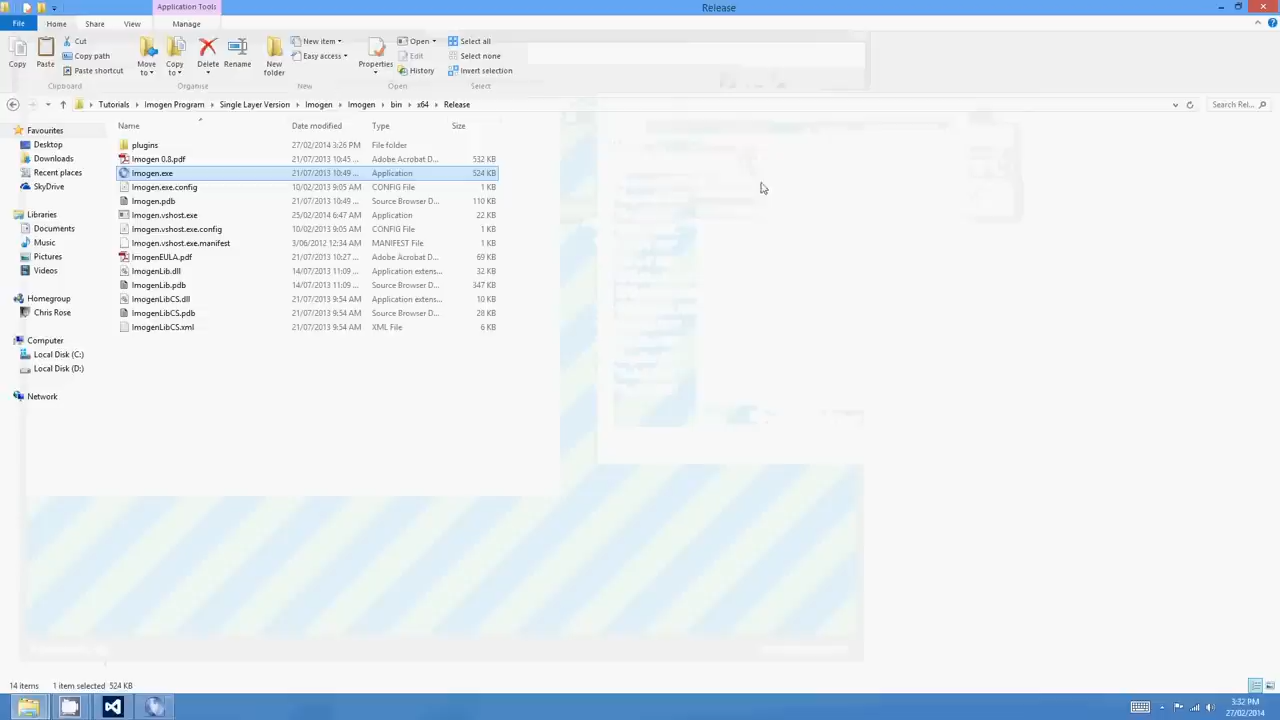 Application Tools
Release
File Home Share View Manage
Copy
Paste
Cut
Copy path
Paste shortcut
Move to
Copy to
Delete
Rename
New folder
New item
Easy access
Properties
Open
Edit
History
Select all
Select none
Invert selection
Clipboard Organise New Open Select
Tutorials Imogen Program Single Layer Version Imogen Imogen bin x64 Release
Search Rel...
Name Date modified Type Size
plugins 27/02/2014 3:26 PM File folder
Imogen 0.8.pdf 21/07/2013 10:45 ... Adobe Acrobat D... 532 KB
Imogen.exe 21/07/2013 10:49 ... Application 524 KB
Imogen.exe.config 10/02/2013 9:05 AM CONFIG File 1 KB
Imogen.pdb 21/07/2013 10:49 ... Source Browser D... 110 KB
Imogen.vshost.exe 25/02/2014 6:47 AM Application 22 KB
Imogen.vshost.exe.config 10/02/2013 9:05 AM CONFIG File 1 KB
Imogen.vshost.exe.manifest 3/06/2012 12:34 AM MANIFEST File 1 KB
ImogenEULA.pdf 21/07/2013 10:27 ... Adobe Acrobat D... 69 KB
ImogenLib.dll 14/07/2013 11:09 ... Application extens... 32 KB
ImogenLib.pdb 14/07/2013 11:09 ... Source Browser D... 347 KB
ImogenLibCS.dll 21/07/2013 9:54 AM Application extens... 10 KB
ImogenLibCS.pdb 21/07/2013 9:54 AM Source Browser D... 28 KB
ImogenLibCS.xml 21/07/2013 9:54 AM XML File 6 KB
Favourites
Desktop
Downloads
Recent places
SkyDrive
Libraries
Documents
Music
Pictures
Videos
Homegroup
Chris Rose
Computer
Local Disk (C:)
Local Disk (D:)
Network
14 items 1 item selected 524 KB
3:32 PM
27/02/2014